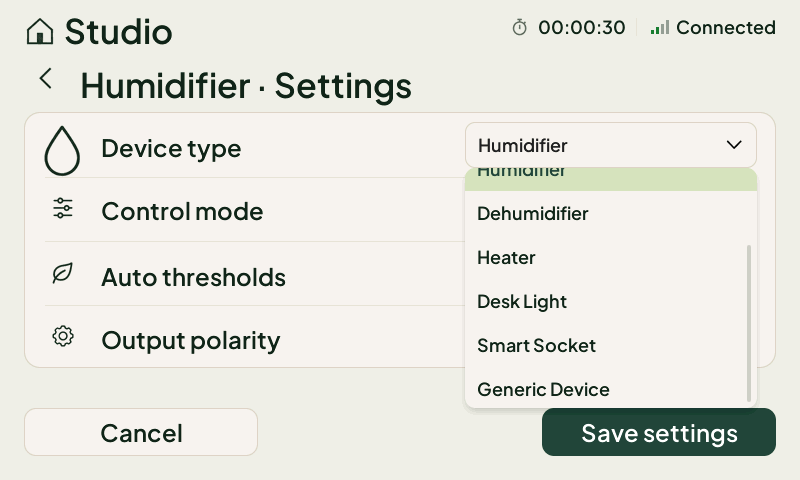 Studio
00:00:30
Connected
Humidifier · Settings
Device type
Humidifier
Humidifier
Control mode
Dehumidifier
Heater
Auto thresholds
Desk Light
Output polarity
Smart Socket
Generic Device
Cancel
Save settings